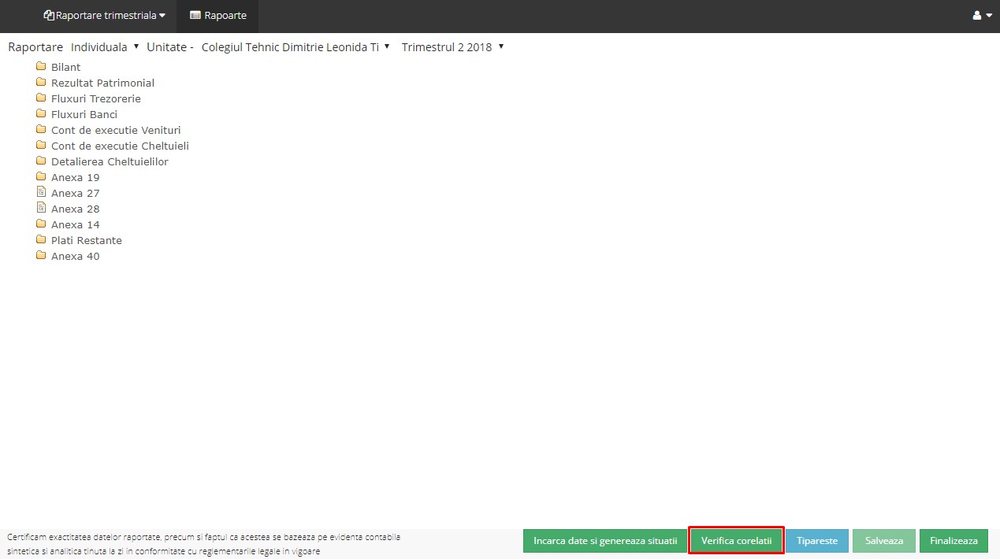 Raportare trimestriala Rapoarte
Raportare Individuala Unitate - Colegiul Tehnic Dimitrie Leonida Ti Trimestrul 2 2018
Bilant
Rezultat Patrimonial
Fluxuri Trezorerie
Fluxuri Banci
Cont de executie Venituri
Cont de executie Cheltuieli
Detalierea Cheltuielilor
Anexa 19
Anexa 27
Anexa 28
Anexa 14
Plati Restante
Anexa 40
Certificam exactitatea datelor raportate, precum si faptul ca acestea se bazeaza pe evidenta contabila
sintetica si analitica tinuta la zi in conformitate cu reglementarile legale in vigoare
Incarca date si genereaza situatii Verifica corelatii Tipareste Salveaza Finalizeaza